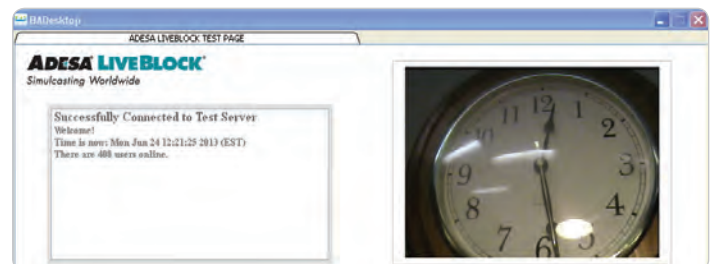 BADesktop
ADESA LIVEBLOCK TEST PAGE
ADESA LIVEBLOCK
Simulcasting Worldwide
Successfully Connected to Test Server
Welcome!
Time is now: Mon Jun 24 12:21:25 2013 (EST)
There are 408 users online.
11 12 1
10 2
9 3
8 4
7 6 5